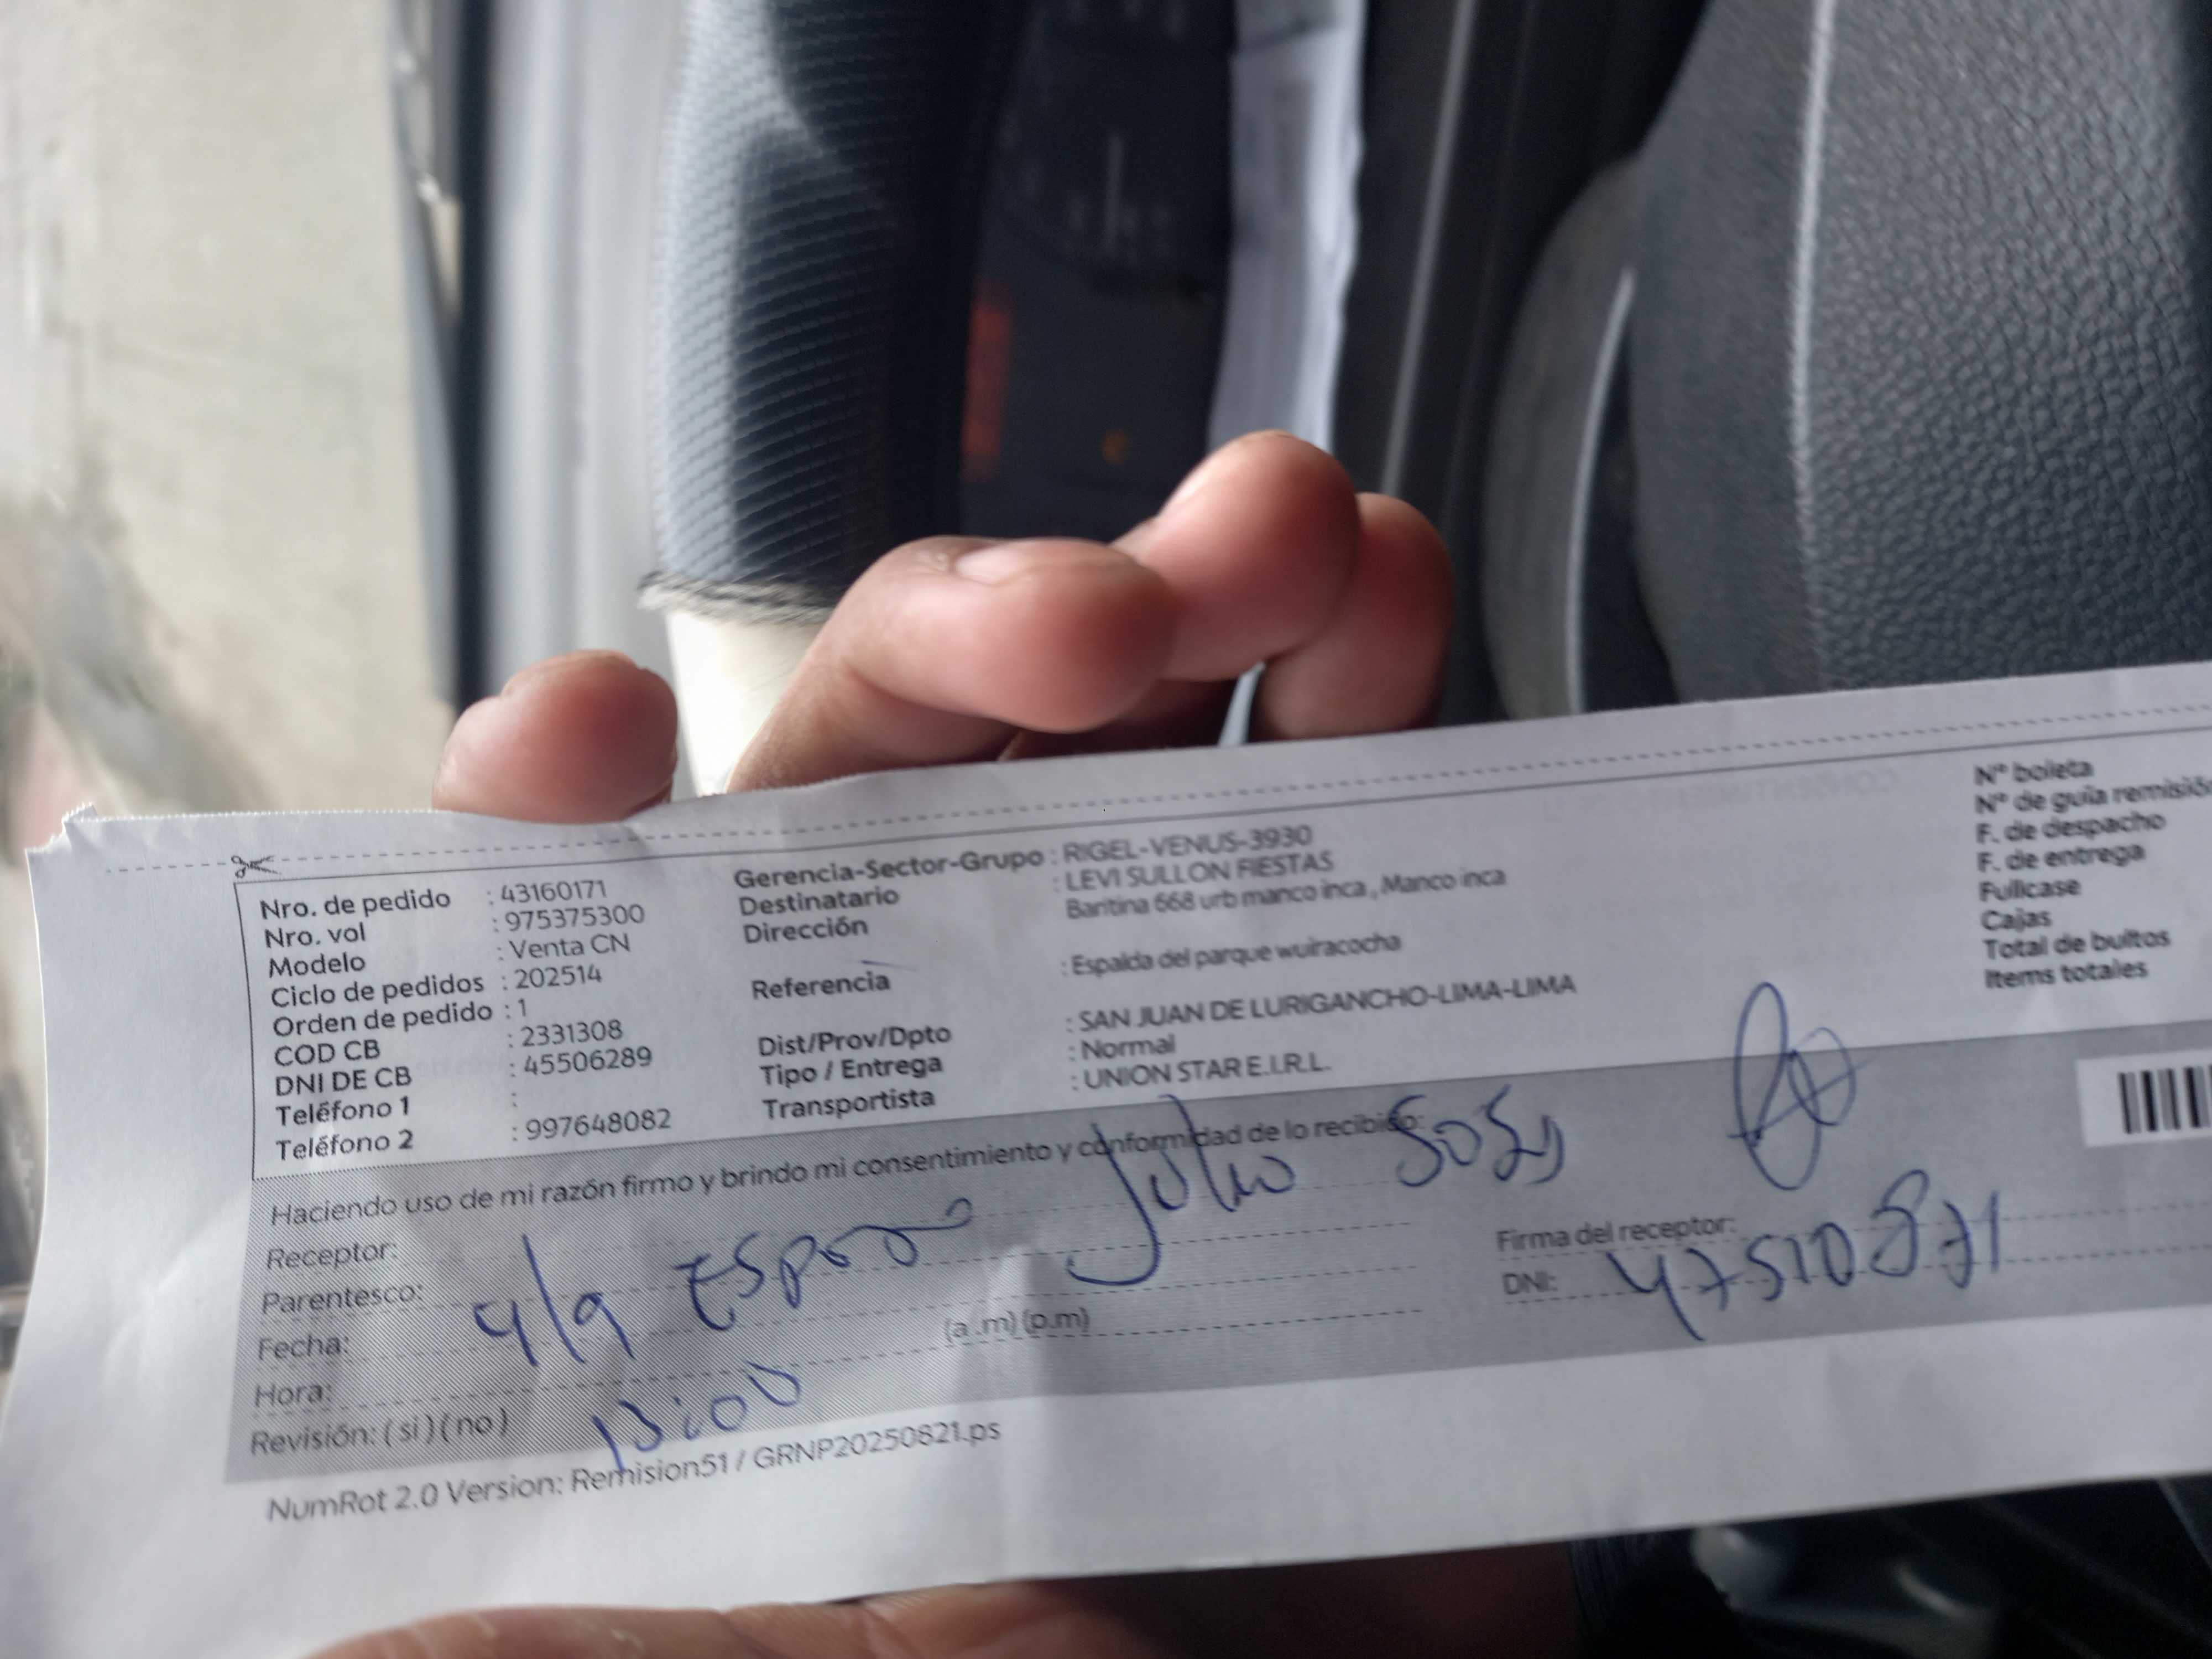 Nro. de pedido : 43160171
Nro. vol : 975375300
Modelo : Venta CN
Ciclo de pedidos : 202514
Orden de pedido : 1
COD CB : 2331308
DNI DE CB : 45506289
Teléfono 1 :
Teléfono 2 : 997648082
Gerencia-Sector-Grupo : RIGEL-VENUS-3930
Destinatario : LEVI SULLON FIESTAS
Dirección Baritina 668 urb manco inca , Manco inca
Referencia : Espalda del parque wuiracocha
Dist/Prov/Dpto : SAN JUAN DE LURIGANCHO-LIMA-LIMA
Tipo / Entrega : Normal
Transportista : UNION STAR E.I.R.L.
N° boleta
N° de guía remisión
F. de despacho
F. de entrega
Fullcase
Cajas
Total de bultos
Items totales
Haciendo uso de mi razón firmo y brindo mi consentimiento y conformidad de lo recibido:
Receptor: Julio
Parentesco: Esposo
Fecha: 4/9
Hora: (a .m) (p.m)
Revisión: ( si ) ( no ) 13:00
Firma del receptor:
DNI: 47510871
NumRot 2.0 Version: Remision51 / GRNP20250821.ps